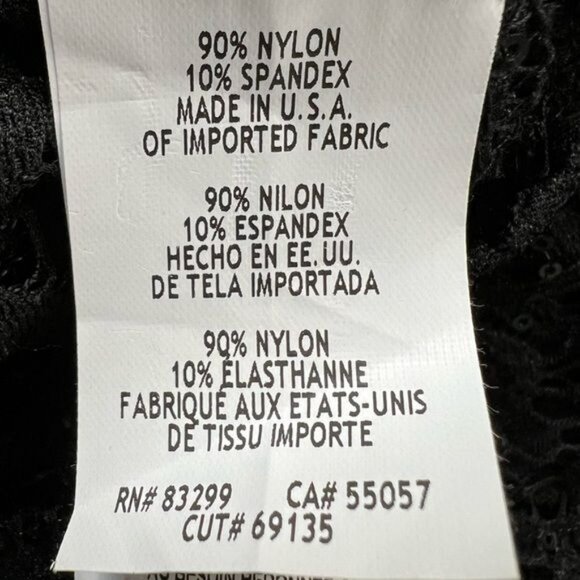 90% NYLON
10% SPANDEX
MADE IN U.S.A.
OF IMPORTED FABRIC
90% NILON
10% ESPANDEX
HECHO EN EE.UU.
DE TELA IMPORTADA
90% NYLON
10% ÉLASTHANNE
FABRIQUÉ AUX ETATS-UNIS
DE TISSU IMPORTE
RN# 83299 CA# 55057
CUT# 69135